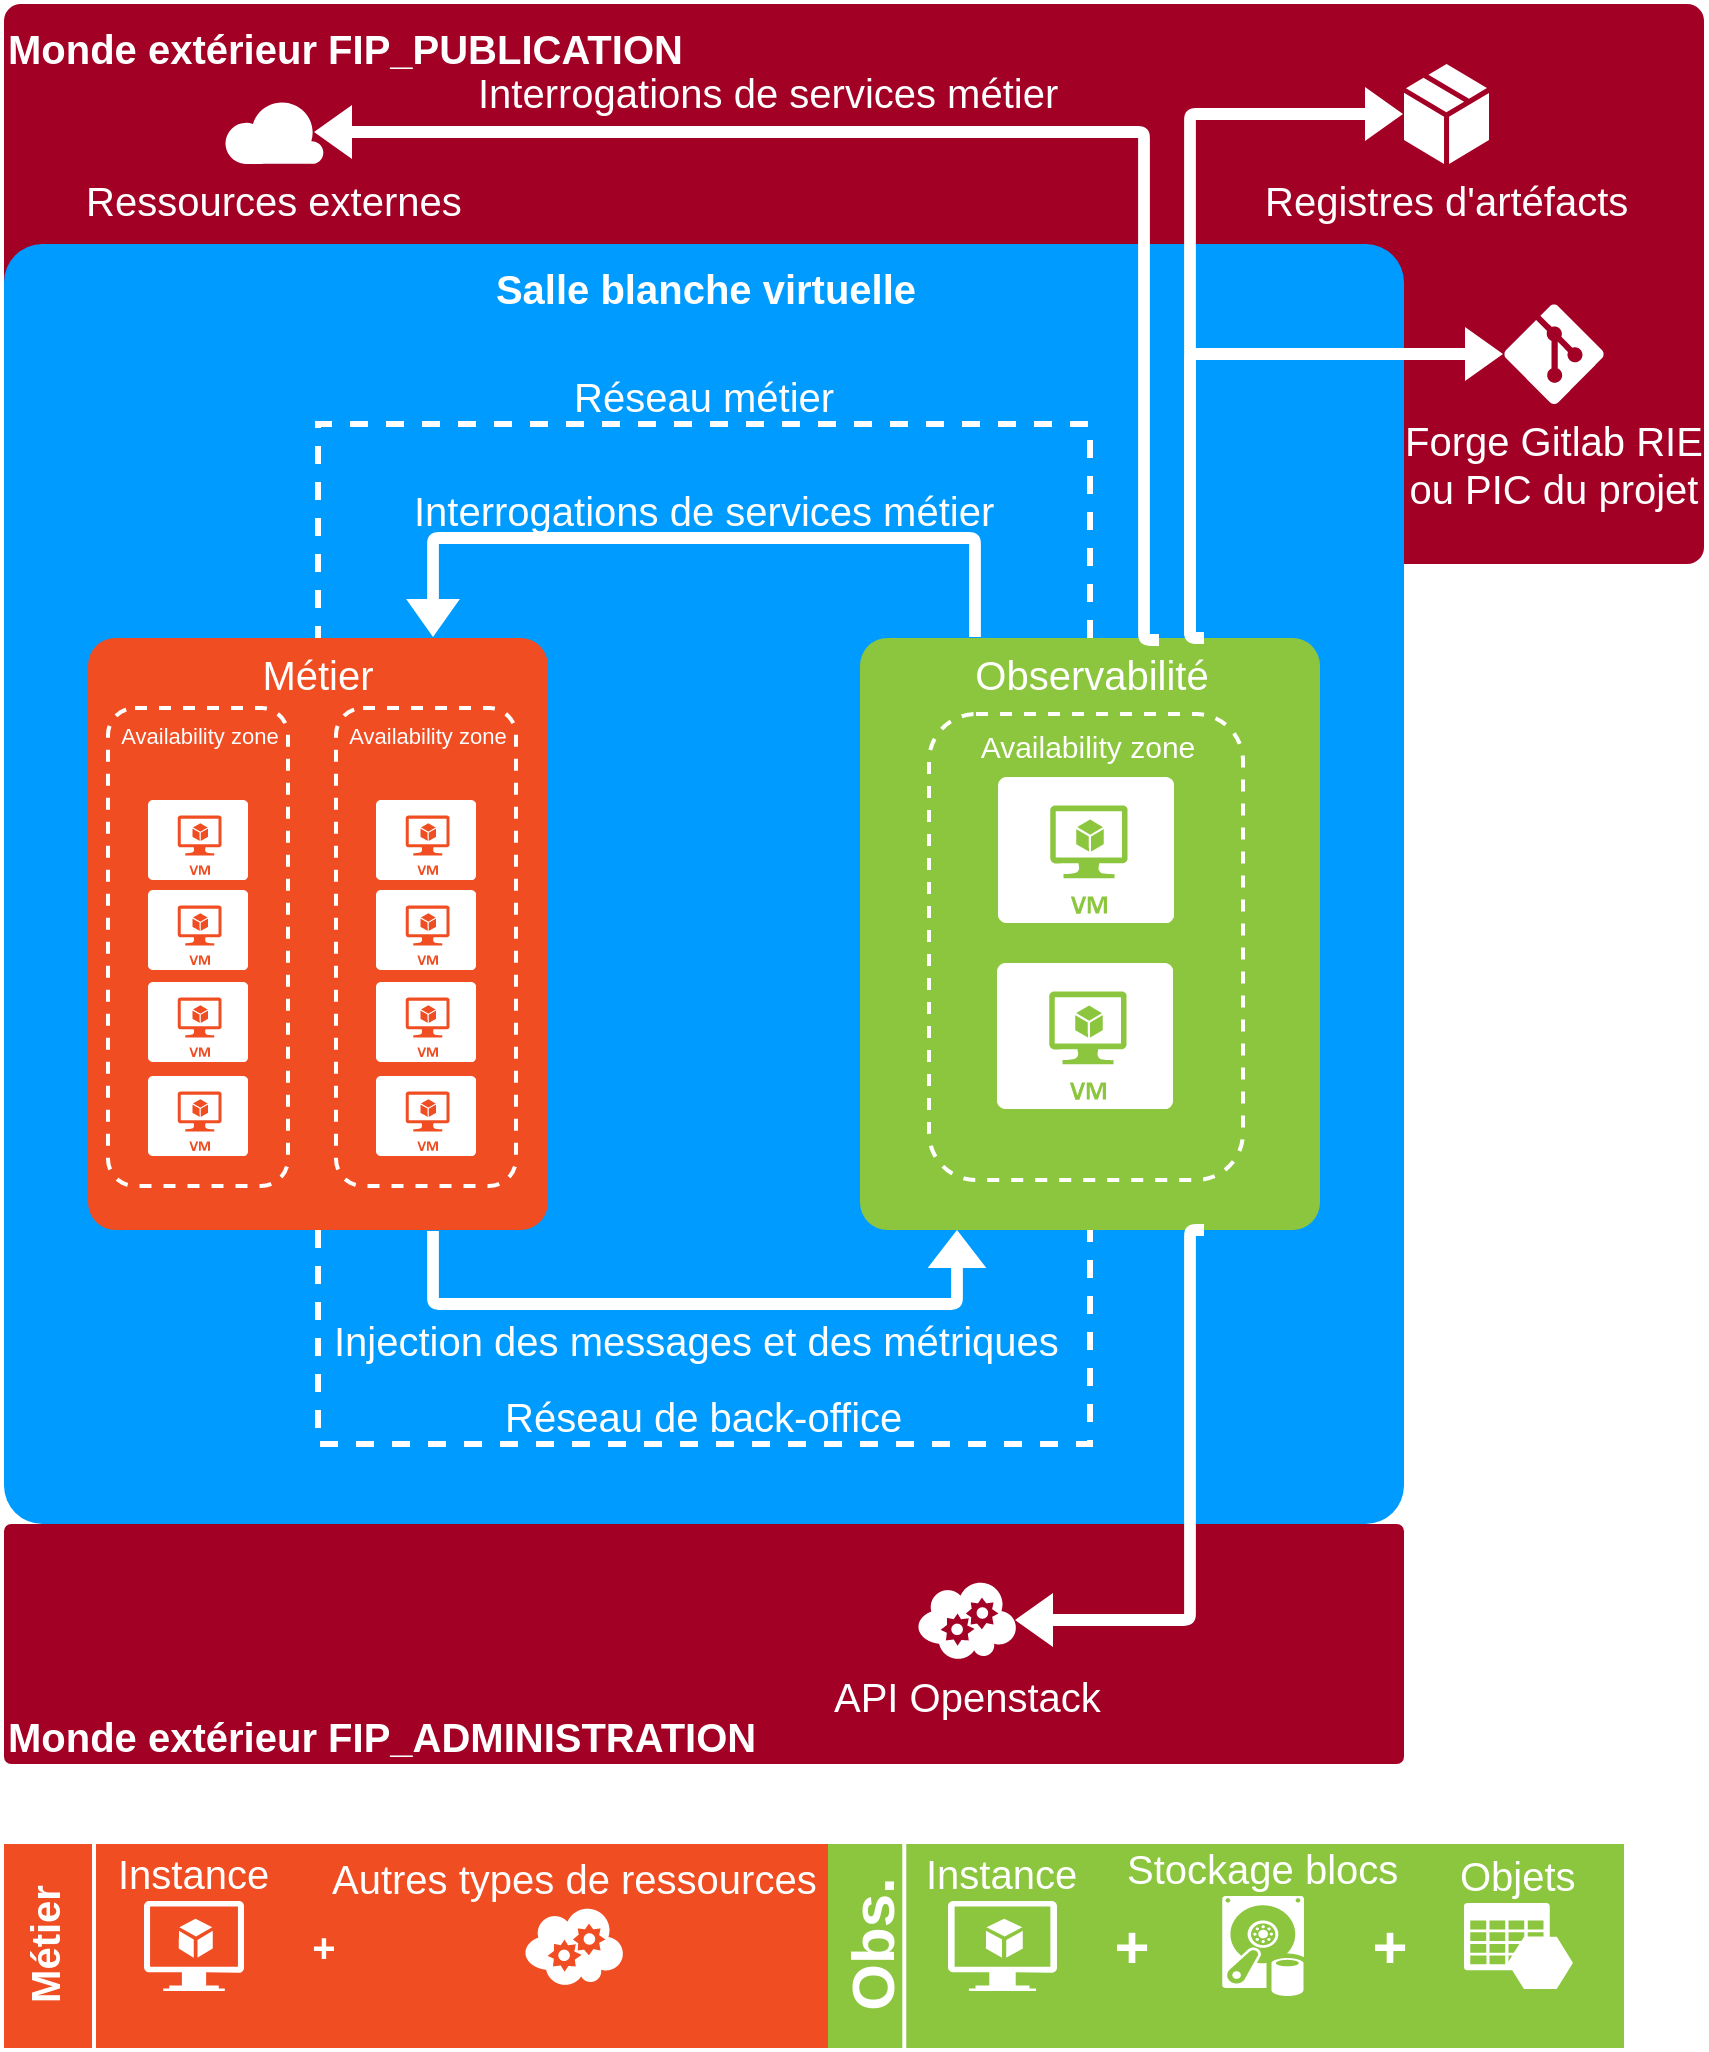 Monde extérieur FIP_PUBLICATION
Interrogations de services métier
Ressources externes
Registres d'artéfacts
Salle blanche virtuelle
Réseau métier
Forge Gitlab RIE
ou PIC du projet
Interrogations de services métier
Métier
Availability zone
Availability zone
VM
VM
VM
VM
VM
VM
VM
VM
Observabilité
Availability zone
VM
VM
Injection des messages et des métriques
Réseau de back-office
API Openstack
Monde extérieur FIP_ADMINISTRATION
Métier
Instance
+
Autres types de ressources
Obs.
Instance
+
Stockage blocs
+
Objets